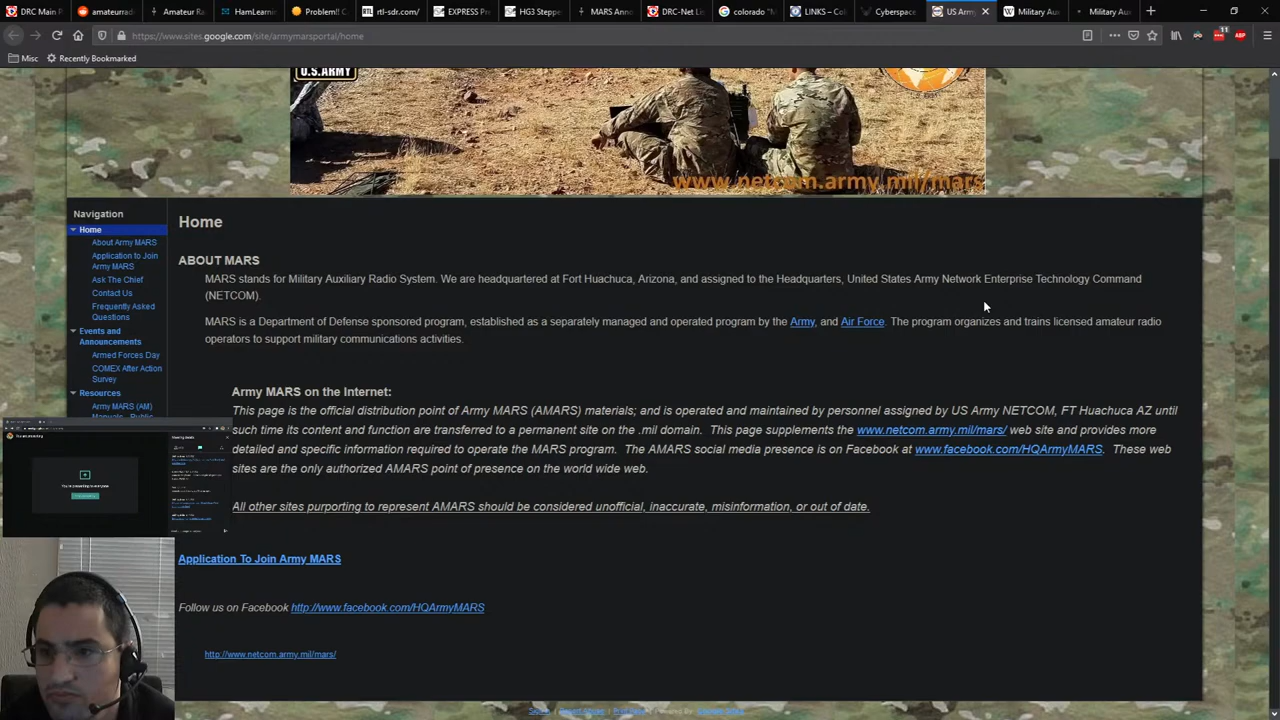 DRC Main P
amateurrad
Amateur Ra
HamLearnin
Problem!! C
RTL rtl-sdr.com/
EXPRESS Pr
HG3 Steppe
MARS Anno
DRC-Net Lis
colorado "M
LINKS – Col
Cyberspace
US Army
Military Aux
Military Aux
https://www.sites.google.com/site/armymarsportal/home
11
ABP
Misc
Recently Bookmarked
U.S.ARMY
www.netcom.army.mil/mars
Navigation
Home
About Army MARS
Application to Join
Army MARS
Ask The Chief
Contact Us
Frequently Asked
Questions
Events and
Announcements
Armed Forces Day
COMEX After Action
Survey
Resources
Army MARS (AM)
Manuals - Public
Home
ABOUT MARS
MARS stands for Military Auxiliary Radio System. We are headquartered at Fort Huachuca, Arizona, and assigned to the Headquarters, United States Army Network Enterprise Technology Command
(NETCOM).
MARS is a Department of Defense sponsored program, established as a separately managed and operated program by the Army, and Air Force. The program organizes and trains licensed amateur radio
operators to support military communications activities.
Army MARS on the Internet:
This page is the official distribution point of Army MARS (AMARS) materials; and is operated and maintained by personnel assigned by US Army NETCOM, FT Huachuca AZ until
such time its content and function are transferred to a permanent site on the .mil domain. This page supplements the www.netcom.army.mil/mars/ web site and provides more
detailed and specific information required to operate the MARS program. The AMARS social media presence is on Facebook at www.facebook.com/HQArmyMARS. These web
sites are the only authorized AMARS point of presence on the world wide web.
All other sites purporting to represent AMARS should be considered unofficial, inaccurate, misinformation, or out of date.
Application To Join Army MARS
Follow us on Facebook http://www.facebook.com/HQArmyMARS
http://www.netcom.army.mil/mars/